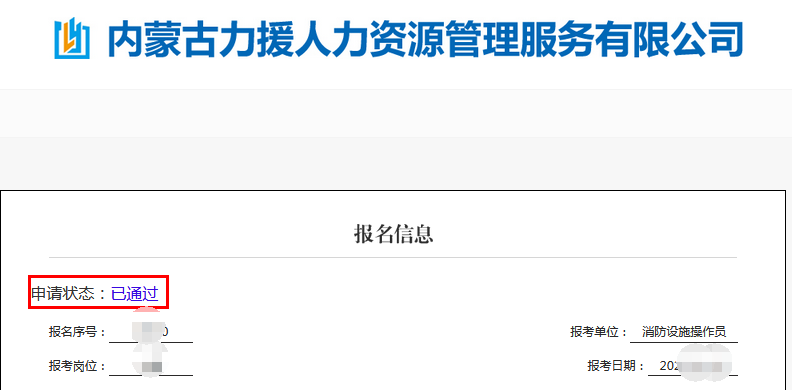 内蒙古力援人力资源管理服务有限公司
报名信息
申请状态：已通过
报名序号： 0 报考单位： 消防设施操作员
报考岗位： 报考日期： 202